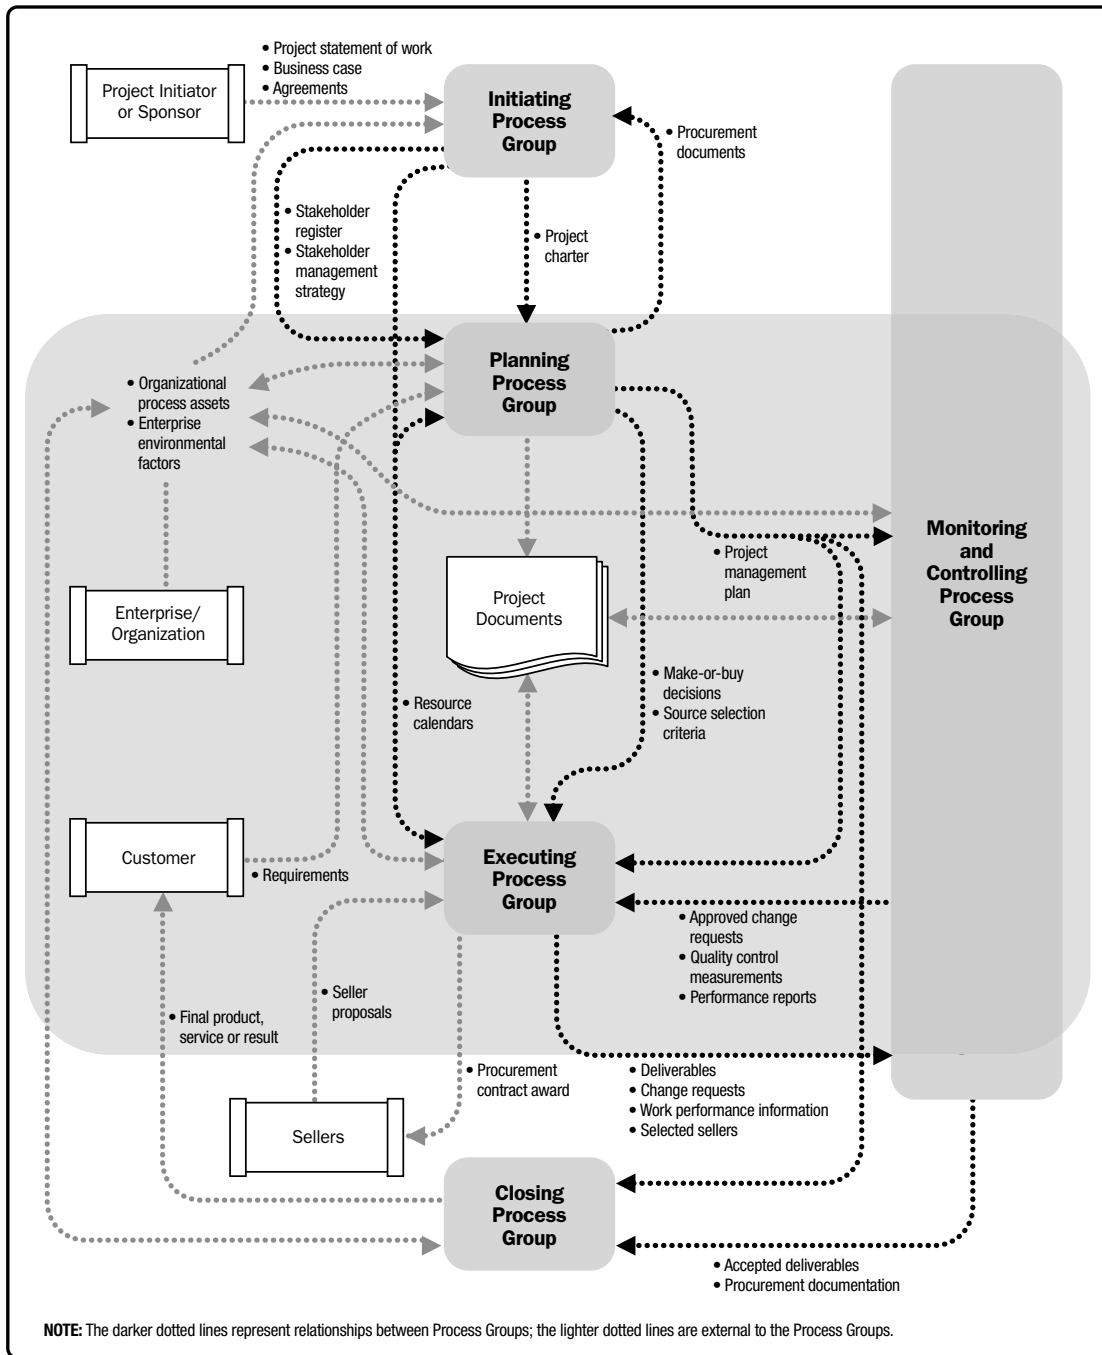 • Project statement of work
• Business case
• Agreements
Project Initiator
or Sponsor
Initiating
Process
Group
• Procurement
documents
• Stakeholder
register
• Stakeholder
management
strategy
• Project
charter
Planning
Process
Group
• Organizational
process assets
• Enterprise
environmental
factors
Monitoring
and
Controlling
Process
Group
• Project
management
plan
Enterprise/
Organization
Project
Documents
• Resource
calendars
• Make-or-buy
decisions
• Source selection
criteria
Customer
• Requirements
Executing
Process
Group
• Approved change
requests
• Quality control
measurements
• Performance reports
• Seller
proposals
• Final product,
service or result
• Procurement
contract award
• Deliverables
• Change requests
• Work performance information
• Selected sellers
Sellers
Closing
Process
Group
• Accepted deliverables
• Procurement documentation
NOTE: The darker dotted lines represent relationships between Process Groups; the lighter dotted lines are external to the Process Groups.